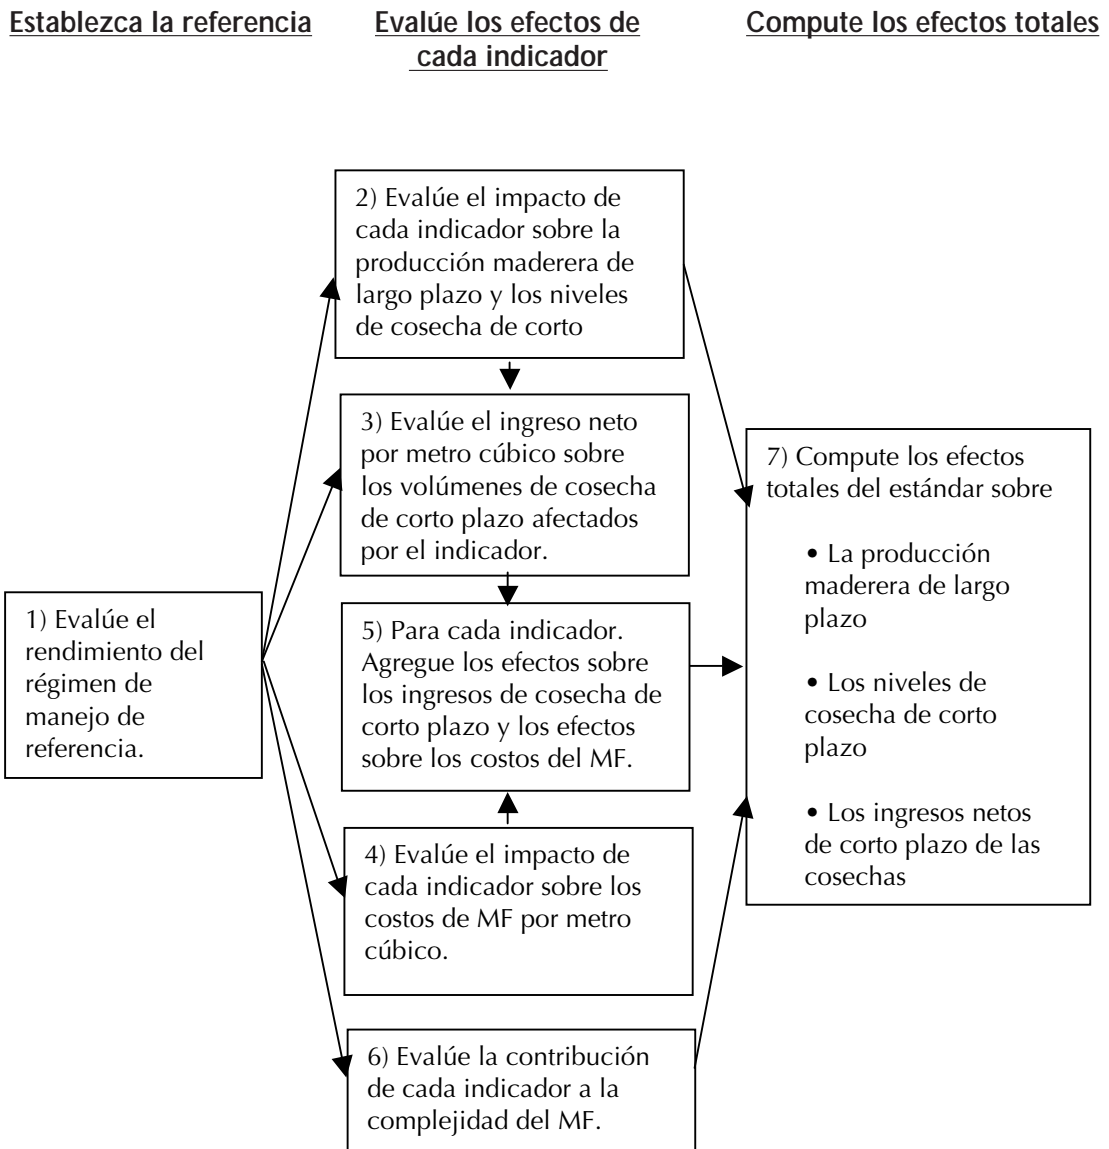 Establezca la referencia
Evalúe los efectos de
cada indicador
Compute los efectos totales
2) Evalúe el impacto de
cada indicador sobre la
producción maderera de
largo plazo y los niveles
de cosecha de corto
3) Evalúe el ingreso neto
por metro cúbico sobre
los volúmenes de cosecha
de corto plazo afectados
por el indicador.
1) Evalúe el
rendimiento del
régimen de
manejo de
referencia.
5) Para cada indicador.
Agregue los efectos sobre
los ingresos de cosecha de
corto plazo y los efectos
sobre los costos del MF.
4) Evalúe el impacto de
cada indicador sobre los
costos de MF por metro
cúbico.
6) Evalúe la contribución
de cada indicador a la
complejidad del MF.
7) Compute los efectos
totales del estándar sobre
• La producción
maderera de largo
plazo
• Los niveles de
cosecha de corto
plazo
• Los ingresos netos
de corto plazo de las
cosechas